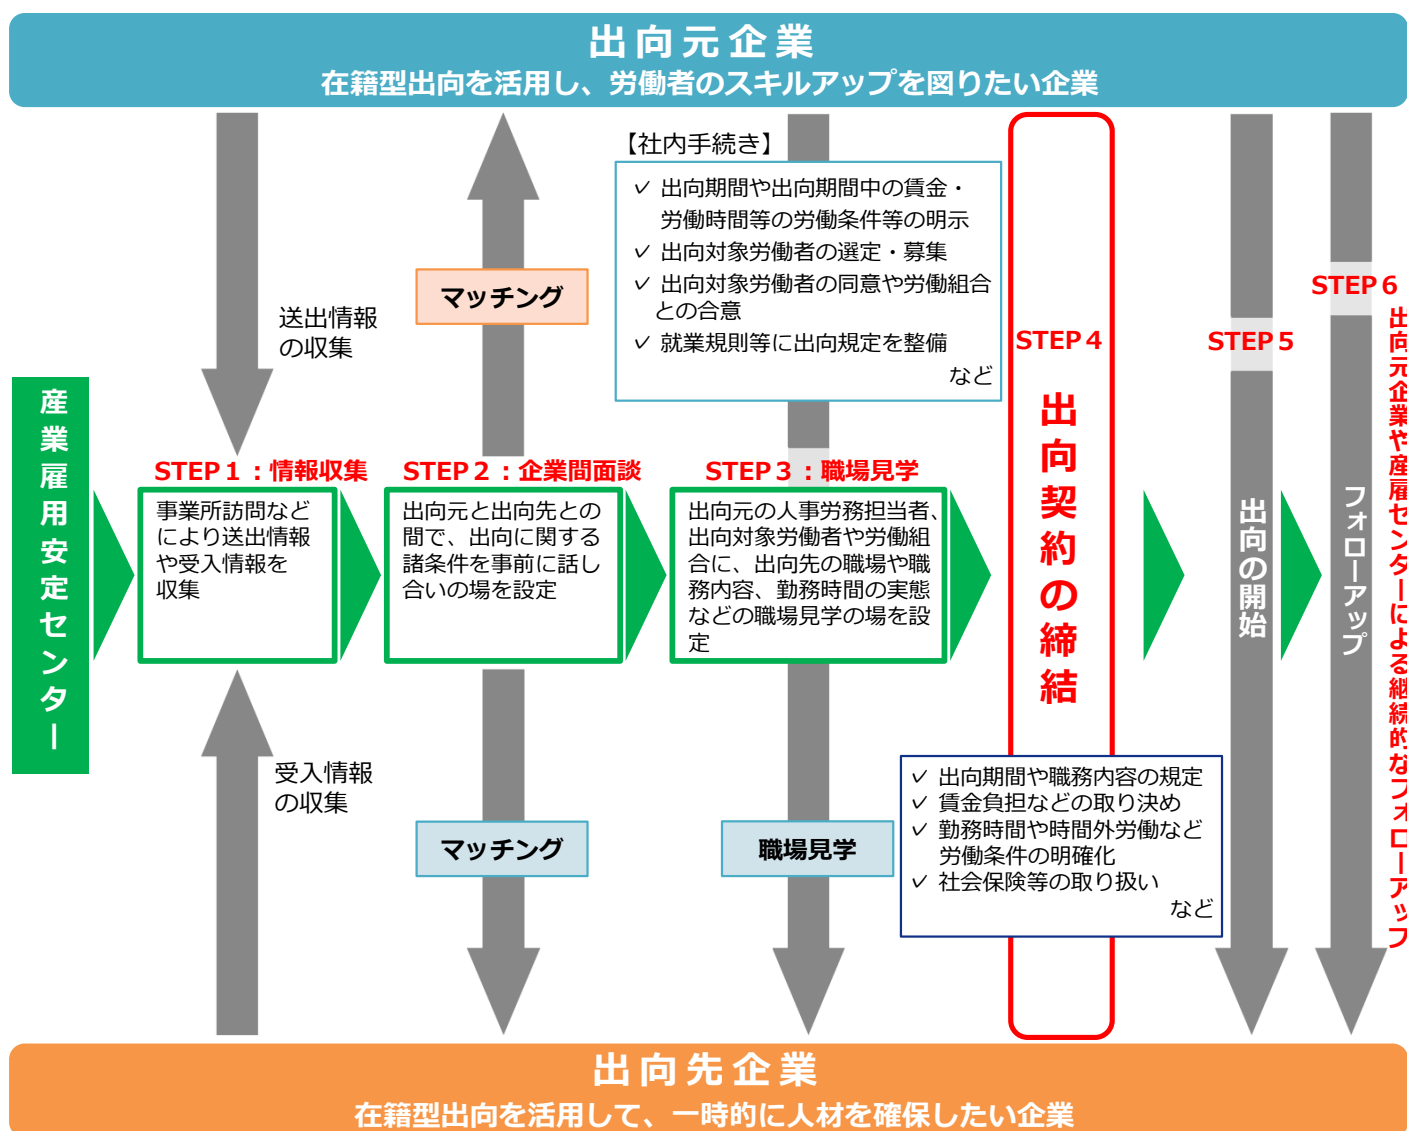 出向元企業
在籍型出向を活用し、労働者のスキルアップを図りたい企業
【社内手続き】
✓ 出向期間や出向期間中の賃金・
労働時間等の労働条件等の明示
✓ 出向対象労働者の選定・募集
✓ 出向対象労働者の同意や労働組合
との合意
✓ 就業規則等に出向規定を整備
など
マッチング
送出情報
の収集
産業雇用安定センター
STEP1：情報収集
事業所訪問など
により送出情報
や受入情報を
収集
STEP2：企業間面談
出向元と出向先との
間で、出向に関する
諸条件を事前に話し
合いの場を設定
STEP3：職場見学
出向元の人事労務担当者、
出向対象労働者や労働組
合に、出向先の職場や職
務内容、勤務時間の実態
などの職場見学の場を設
定
STEP4
出向契約の締結
STEP5
出向の開始
STEP6
フォローアップ
出向元企業や産雇センターによる継続的なフォローアップ
受入情報
の収集
マッチング
職場見学
✓ 出向期間や職務内容の規定
✓ 賃金負担などの取り決め
✓ 勤務時間や時間外労働など
労働条件の明確化
✓ 社会保険等の取り扱い
など
出向先企業
在籍型出向を活用して、一時的に人材を確保したい企業